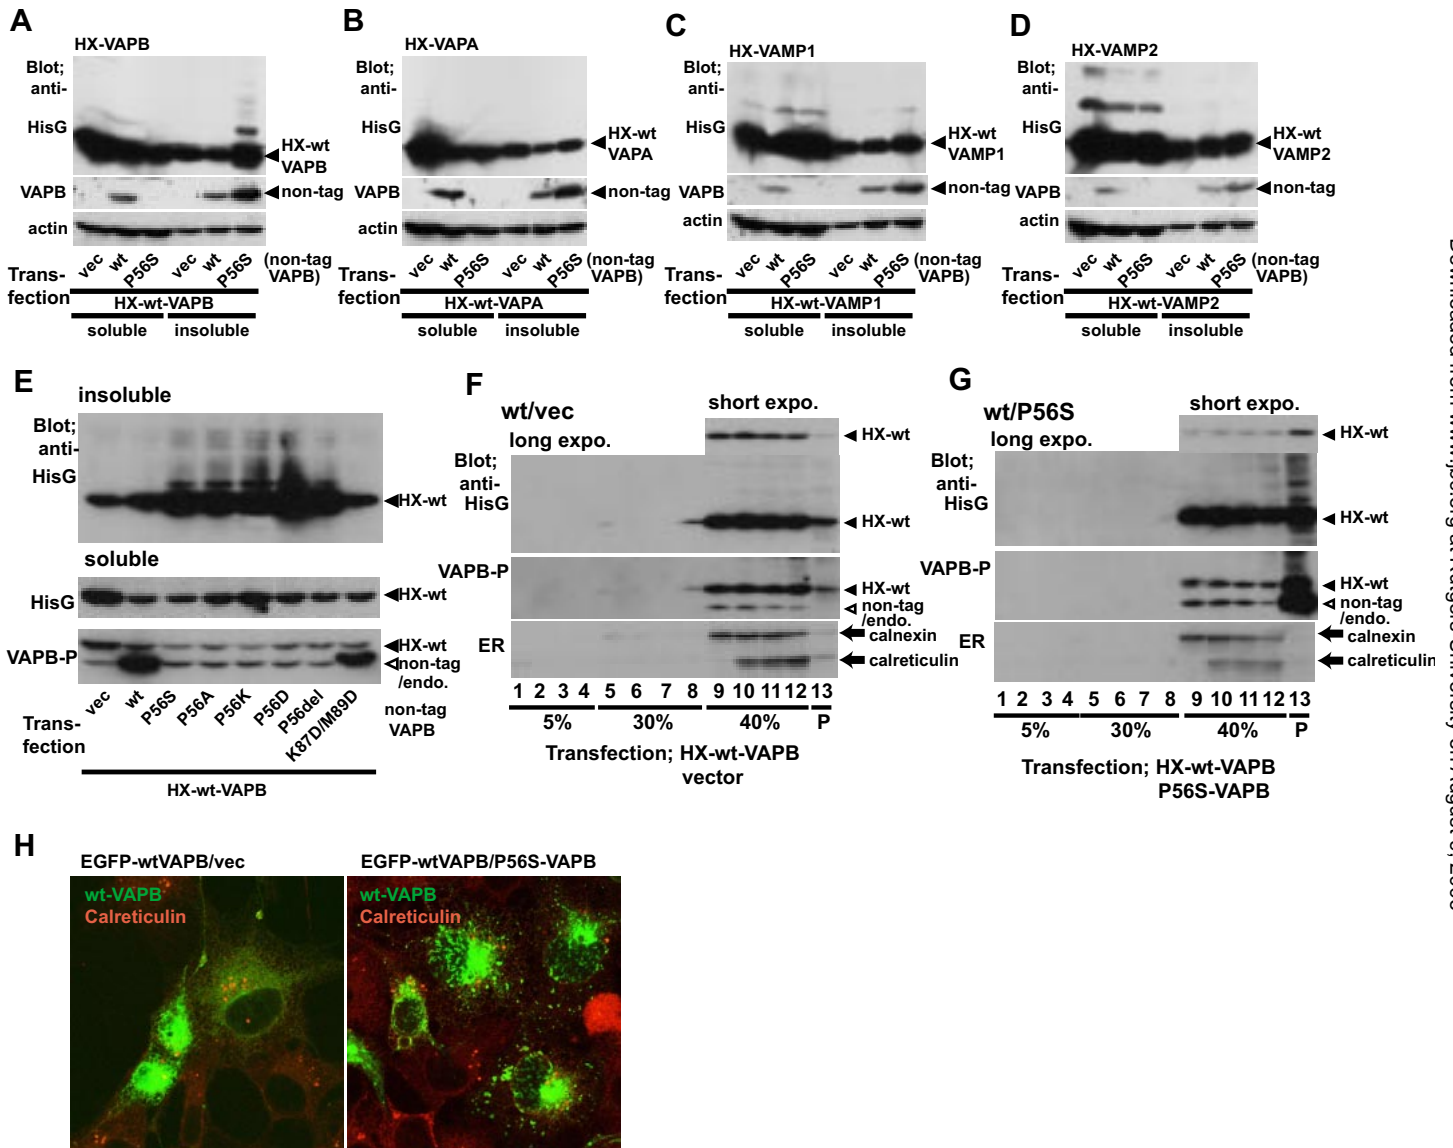 A
HX-VAPB
Blot;
anti-
HisG
HX-wt
VAPB
VAPB
non-tag
actin
vec wt P56S vec wt P56S
(non-tag
VAPB)
Trans-
fection
HX-wt-VAPB
soluble insoluble
B
HX-VAPA
Blot;
anti-
HisG
HX-wt
VAPA
VAPB
non-tag
actin
vec wt P56S vec wt P56S
(non-tag
VAPB)
Trans-
fection
HX-wt-VAPA
soluble insoluble
C
HX-VAMP1
Blot;
anti-
HisG
HX-wt
VAMP1
VAPB
non-tag
actin
vec wt P56S vec wt P56S
(non-tag
VAPB)
Trans-
fection
HX-wt-VAMP1
soluble insoluble
D
HX-VAMP2
Blot;
anti-
HisG
HX-wt
VAMP2
VAPB
non-tag
actin
vec wt P56S vec wt P56S
(non-tag
VAPB)
Trans-
fection
HX-wt-VAMP2
soluble insoluble
E
insoluble
Blot;
anti-
HisG
HX-wt
soluble
HisG
HX-wt
VAPB-P
HX-wt
non-tag
/endo.
vec wt P56S P56A P56K P56D P56del K87D/M89D
non-tag
VAPB
Trans-
fection
HX-wt-VAPB
F
wt/vec
short expo.
long expo.
HX-wt
Blot;
anti-
HisG
HX-wt
VAPB-P
HX-wt
non-tag
/endo.
ER
calnexin
calreticulin
1 2 3 4 5 6 7 8 9 10 11 12 13
5% 30% 40% P
Transfection; HX-wt-VAPB
vector
G
wt/P56S
short expo.
long expo.
HX-wt
Blot;
anti-
HisG
HX-wt
VAPB-P
HX-wt
non-tag
/endo.
ER
calnexin
calreticulin
1 2 3 4 5 6 7 8 9 10 11 12 13
5% 30% 40% P
Transfection; HX-wt-VAPB
P56S-VAPB
H
EGFP-wtVAPB/vec
wt-VAPB
Calreticulin
EGFP-wtVAPB/P56S-VAPB
wt-VAPB
Calreticulin